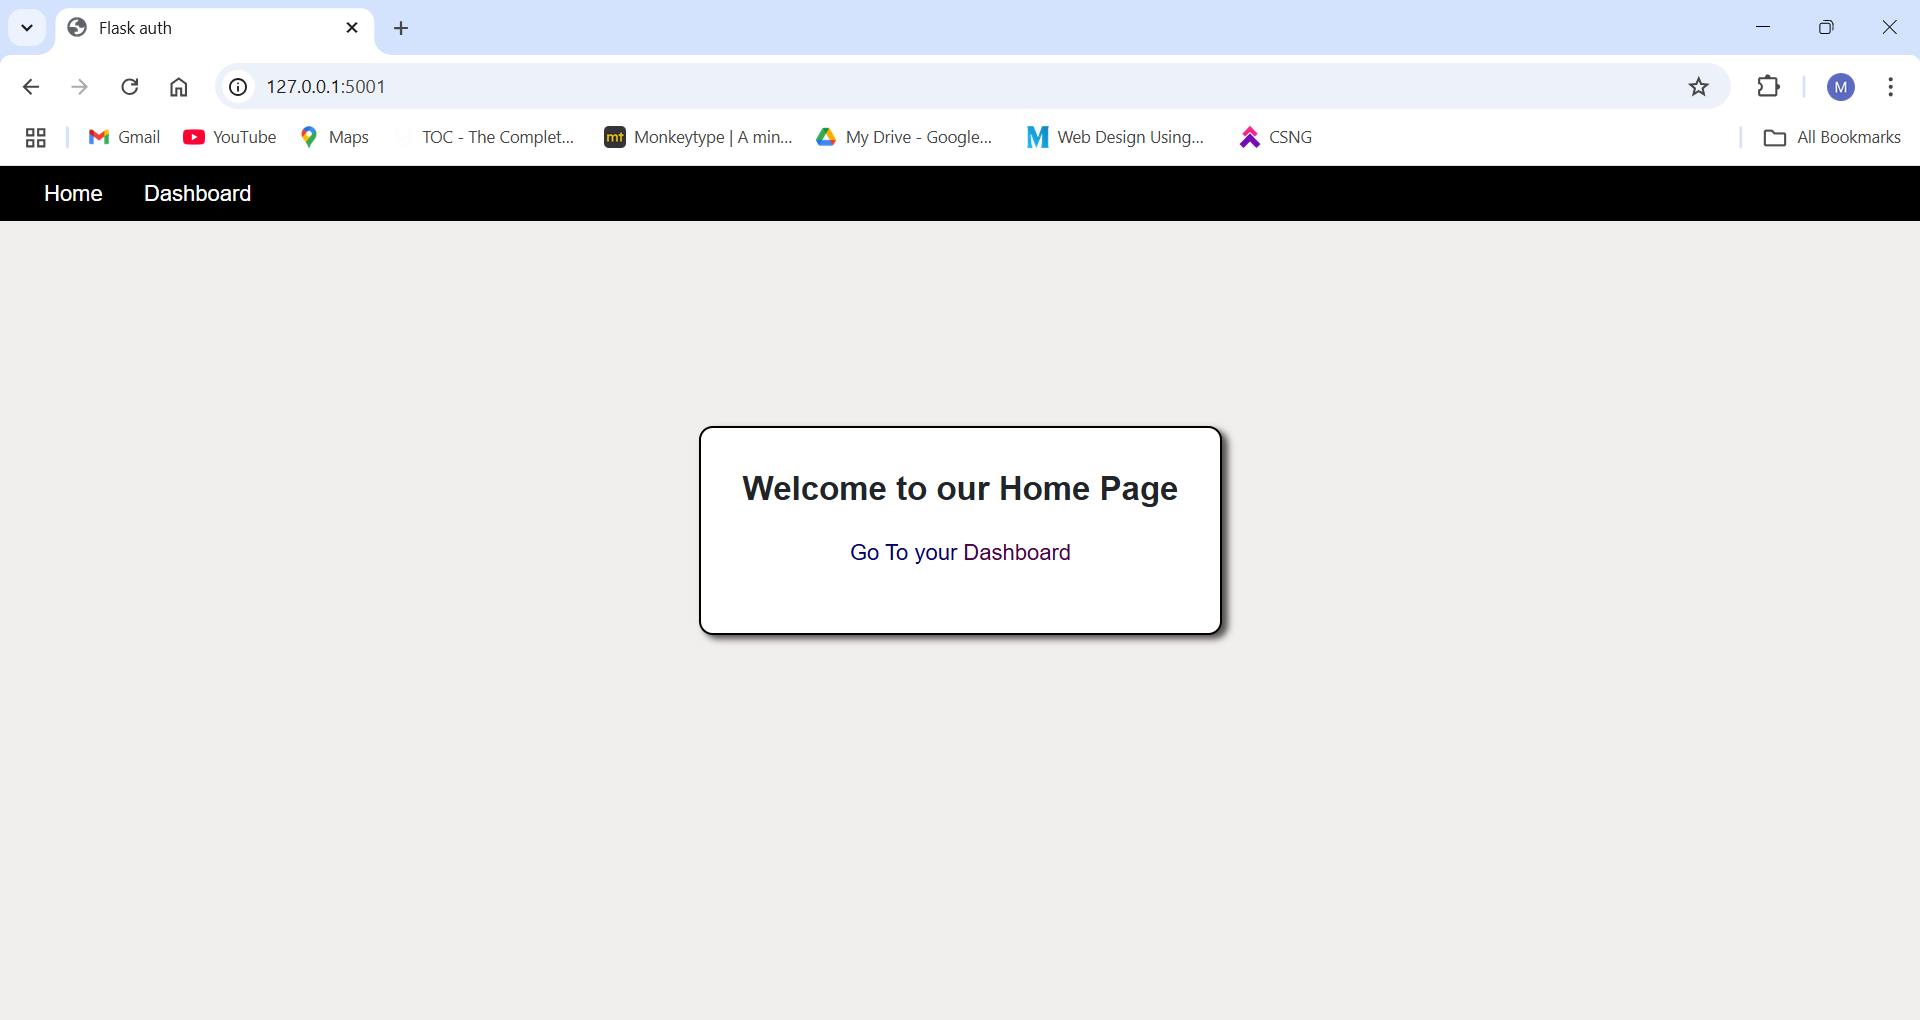 Flask auth
127.0.0.1:5001
M
Gmail
YouTube
Maps
TOC - The Complet...
mt
Monkeytype | A min...
My Drive - Google...
M
Web Design Using...
CSNG
All Bookmarks
Home
Dashboard
Welcome to our Home Page
Go To your Dashboard